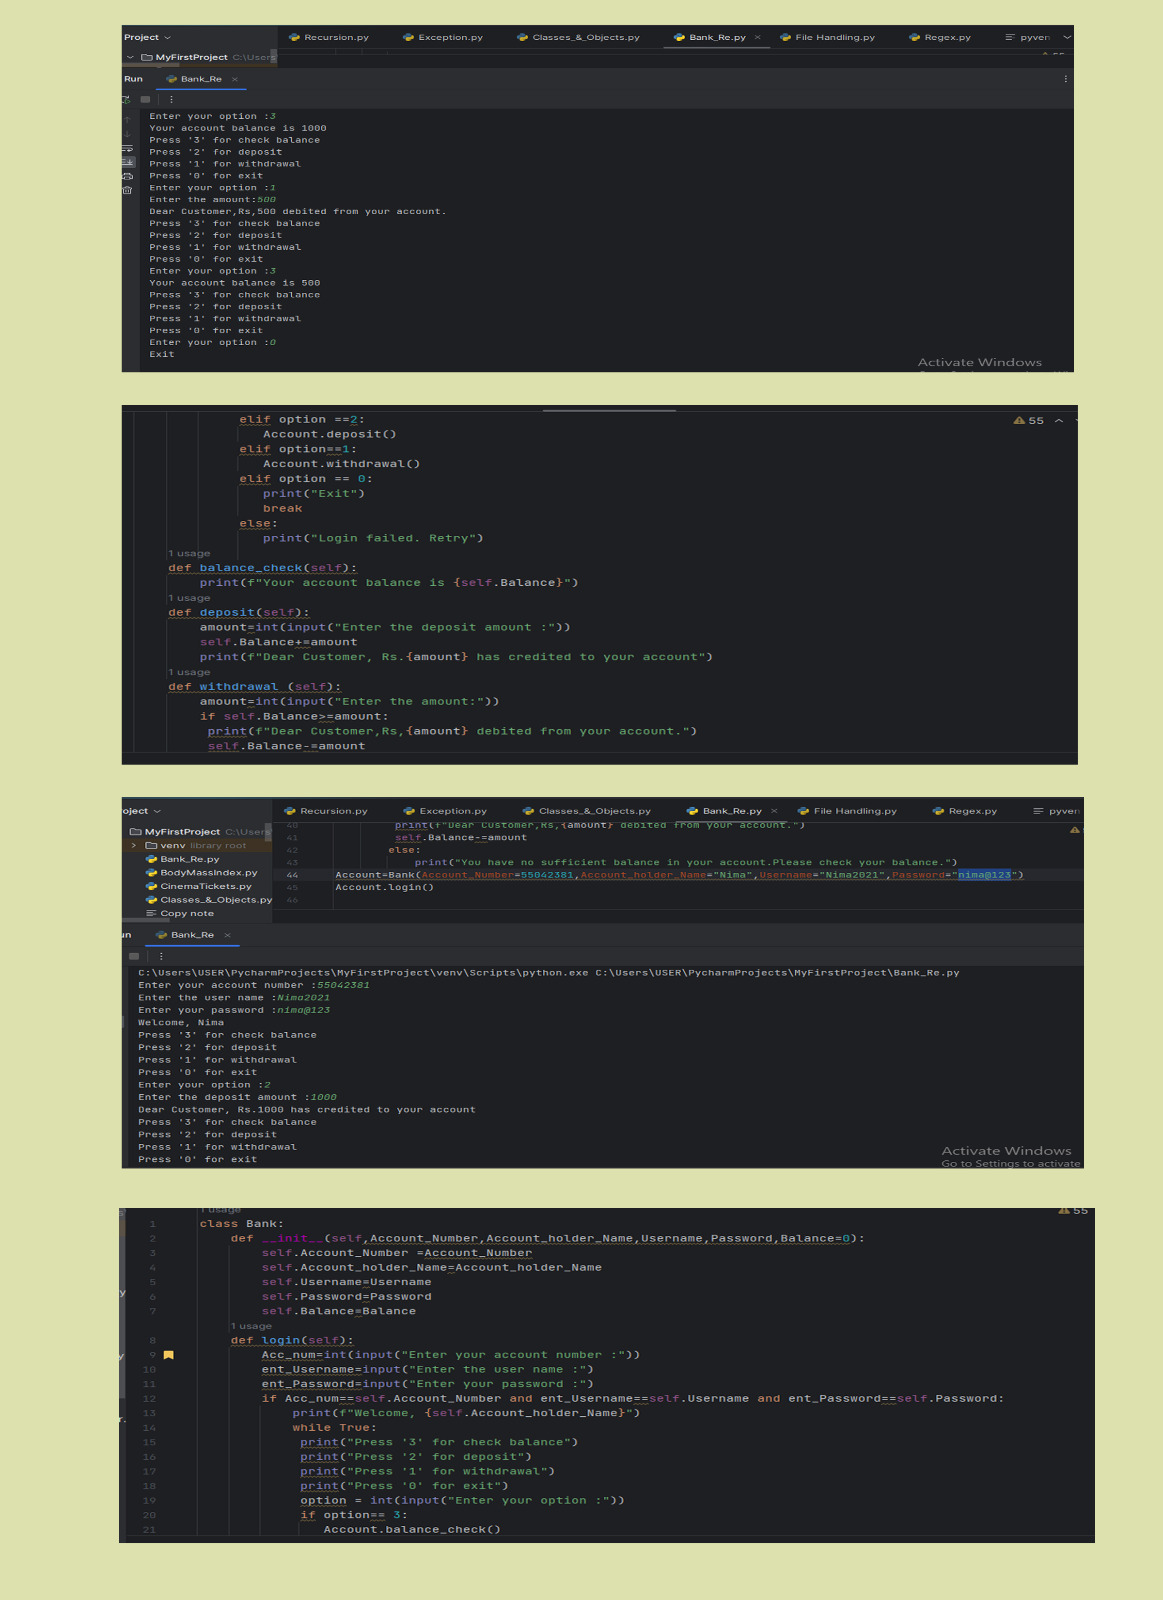 Project
Recursion.py Exception.py Classes_&_Objects.py Bank_Re.py × File Handling.py Regex.py pyven
MyFirstProject C:\Users
Run Bank_Re ×
Enter your option :3
Your account balance is 1000
Press '3' for check balance
Press '2' for deposit
Press '1' for withdrawal
Press '0' for exit
Enter your option :1
Enter the amount:500
Dear Customer,Rs,500 debited from your account.
Press '3' for check balance
Press '2' for deposit
Press '1' for withdrawal
Press '0' for exit
Enter your option :3
Your account balance is 500
Press '3' for check balance
Press '2' for deposit
Press '1' for withdrawal
Press '0' for exit
Enter your option :0
Exit
Activate Windows
elif option ==2:
55
Account.deposit()
elif option==1:
Account.withdrawal()
elif option == 0:
print("Exit")
break
else:
print("Login failed. Retry")
1 usage
def balance_check(self):
print(f"Your account balance is {self.Balance}")
1 usage
def deposit(self):
amount=int(input("Enter the deposit amount :"))
self.Balance+=amount
print(f"Dear Customer, Rs.{amount} has credited to your account")
1 usage
def withdrawal (self):
amount=int(input("Enter the amount:"))
if self.Balance>=amount:
print(f"Dear Customer,Rs,{amount} debited from your account.")
self.Balance-=amount
oject
Recursion.py Exception.py Classes_&_Objects.py Bank_Re.py × File Handling.py Regex.py pyven
MyFirstProject C:\Users
venv library root
Bank_Re.py
BodyMassIndex.py
CinemaTickets.py
Classes_&_Objects.py
Copy note
40 print(f"Dear Customer,Rs,{amount} debited from your account.")
41 self.Balance-=amount
42 else:
43 print("You have no sufficient balance in your account.Please check your balance.")
44 Account=Bank(Account_Number=55042381,Account_holder_Name="Nima",Username="Nima2021",Password="nima@123")
45 Account.login()
46
un Bank_Re ×
C:\Users\USER\PycharmProjects\MyFirstProject\venv\Scripts\python.exe C:\Users\USER\PycharmProjects\MyFirstProject\Bank_Re.py
Enter your account number :55042381
Enter the user name :Nima2021
Enter your password :nima@123
Welcome, Nima
Press '3' for check balance
Press '2' for deposit
Press '1' for withdrawal
Press '0' for exit
Enter your option :2
Enter the deposit amount :1000
Dear Customer, Rs.1000 has credited to your account
Press '3' for check balance
Press '2' for deposit
Press '1' for withdrawal
Press '0' for exit
Activate Windows
Go to Settings to activate
1 usage
55
1 class Bank:
2 def __init__(self,Account_Number,Account_holder_Name,Username,Password,Balance=0):
3 self.Account_Number =Account_Number
4 self.Account_holder_Name=Account_holder_Name
5 self.Username=Username
6 self.Password=Password
7 self.Balance=Balance
1 usage
8 def login(self):
9 Acc_num=int(input("Enter your account number :"))
10 ent_Username=input("Enter the user name :")
11 ent_Password=input("Enter your password :")
12 if Acc_num==self.Account_Number and ent_Username==self.Username and ent_Password==self.Password:
13 print(f"Welcome, {self.Account_holder_Name}")
14 while True:
15 print("Press '3' for check balance")
16 print("Press '2' for deposit")
17 print("Press '1' for withdrawal")
18 print("Press '0' for exit")
19 option = int(input("Enter your option :"))
20 if option== 3:
21 Account.balance_check()